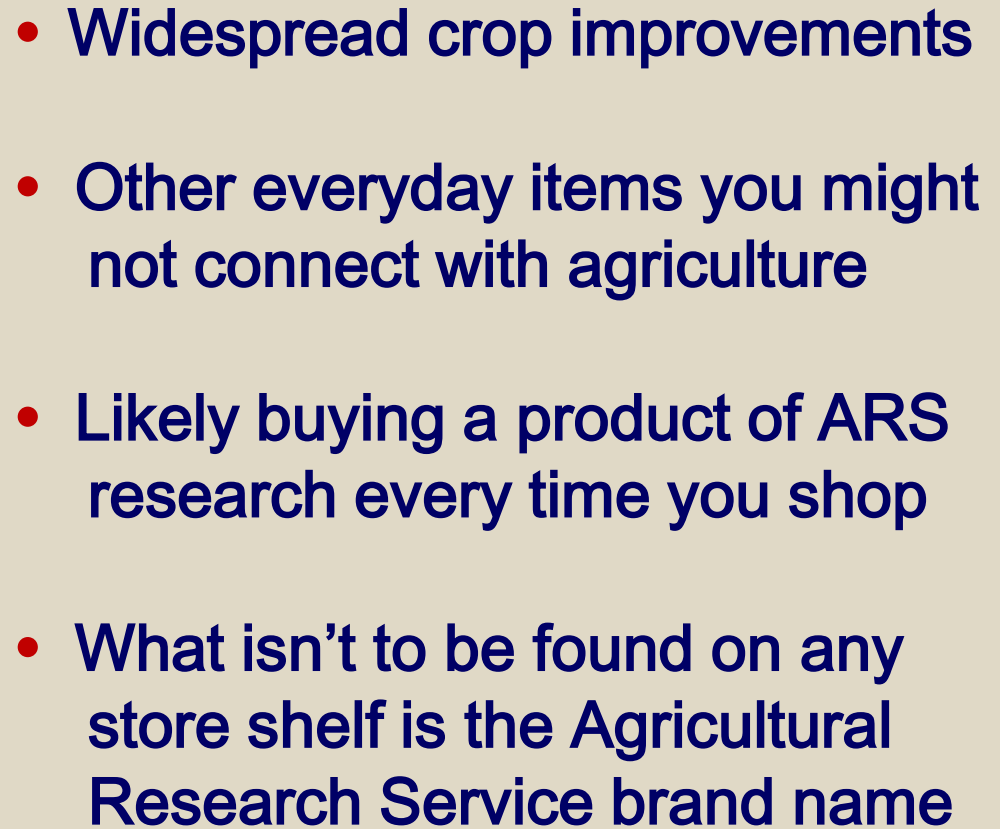 • Widespread crop improvements
• Other everyday items you might
not connect with agriculture
• Likely buying a product of ARS
research every time you shop
• What isn’t to be found on any
store shelf is the Agricultural
Research Service brand name